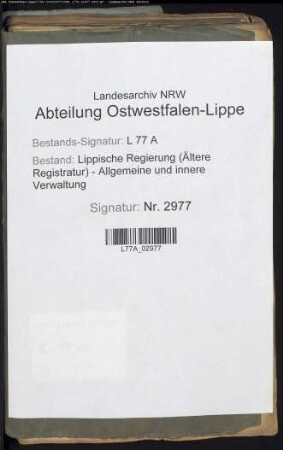 Landesarchiv NRW
Abteilung Ostwestfalen-Lippe
Bestands-Signatur: L 77 A
Bestand: Lippische Regierung (Ältere
Registratur) - Allgemeine und innere
Verwaltung
Signatur: Nr. 2977
L77A_02977